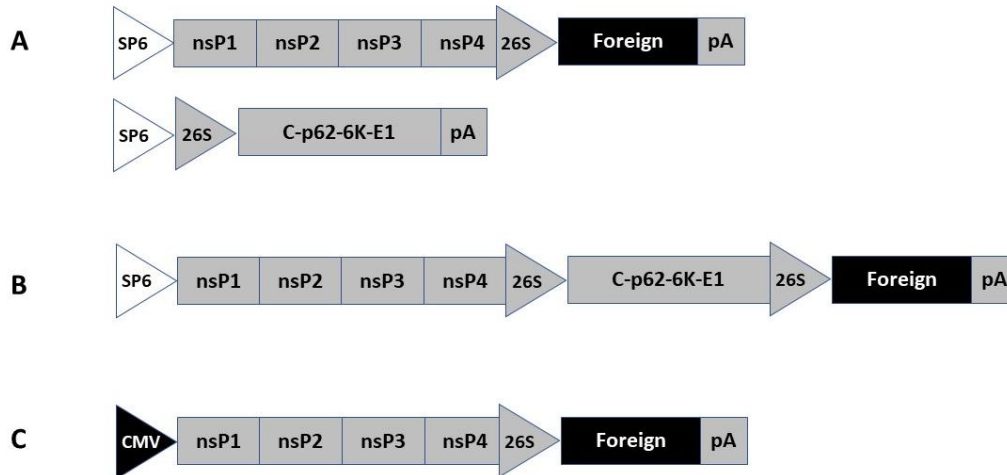 A
SP6 nsP1 nsP2 nsP3 nsP4 26S Foreign pA
SP6 26S C-p62-6K-E1 pA
B
SP6 nsP1 nsP2 nsP3 nsP4 26S C-p62-6K-E1 26S Foreign pA
C
CMV nsP1 nsP2 nsP3 nsP4 26S Foreign pA